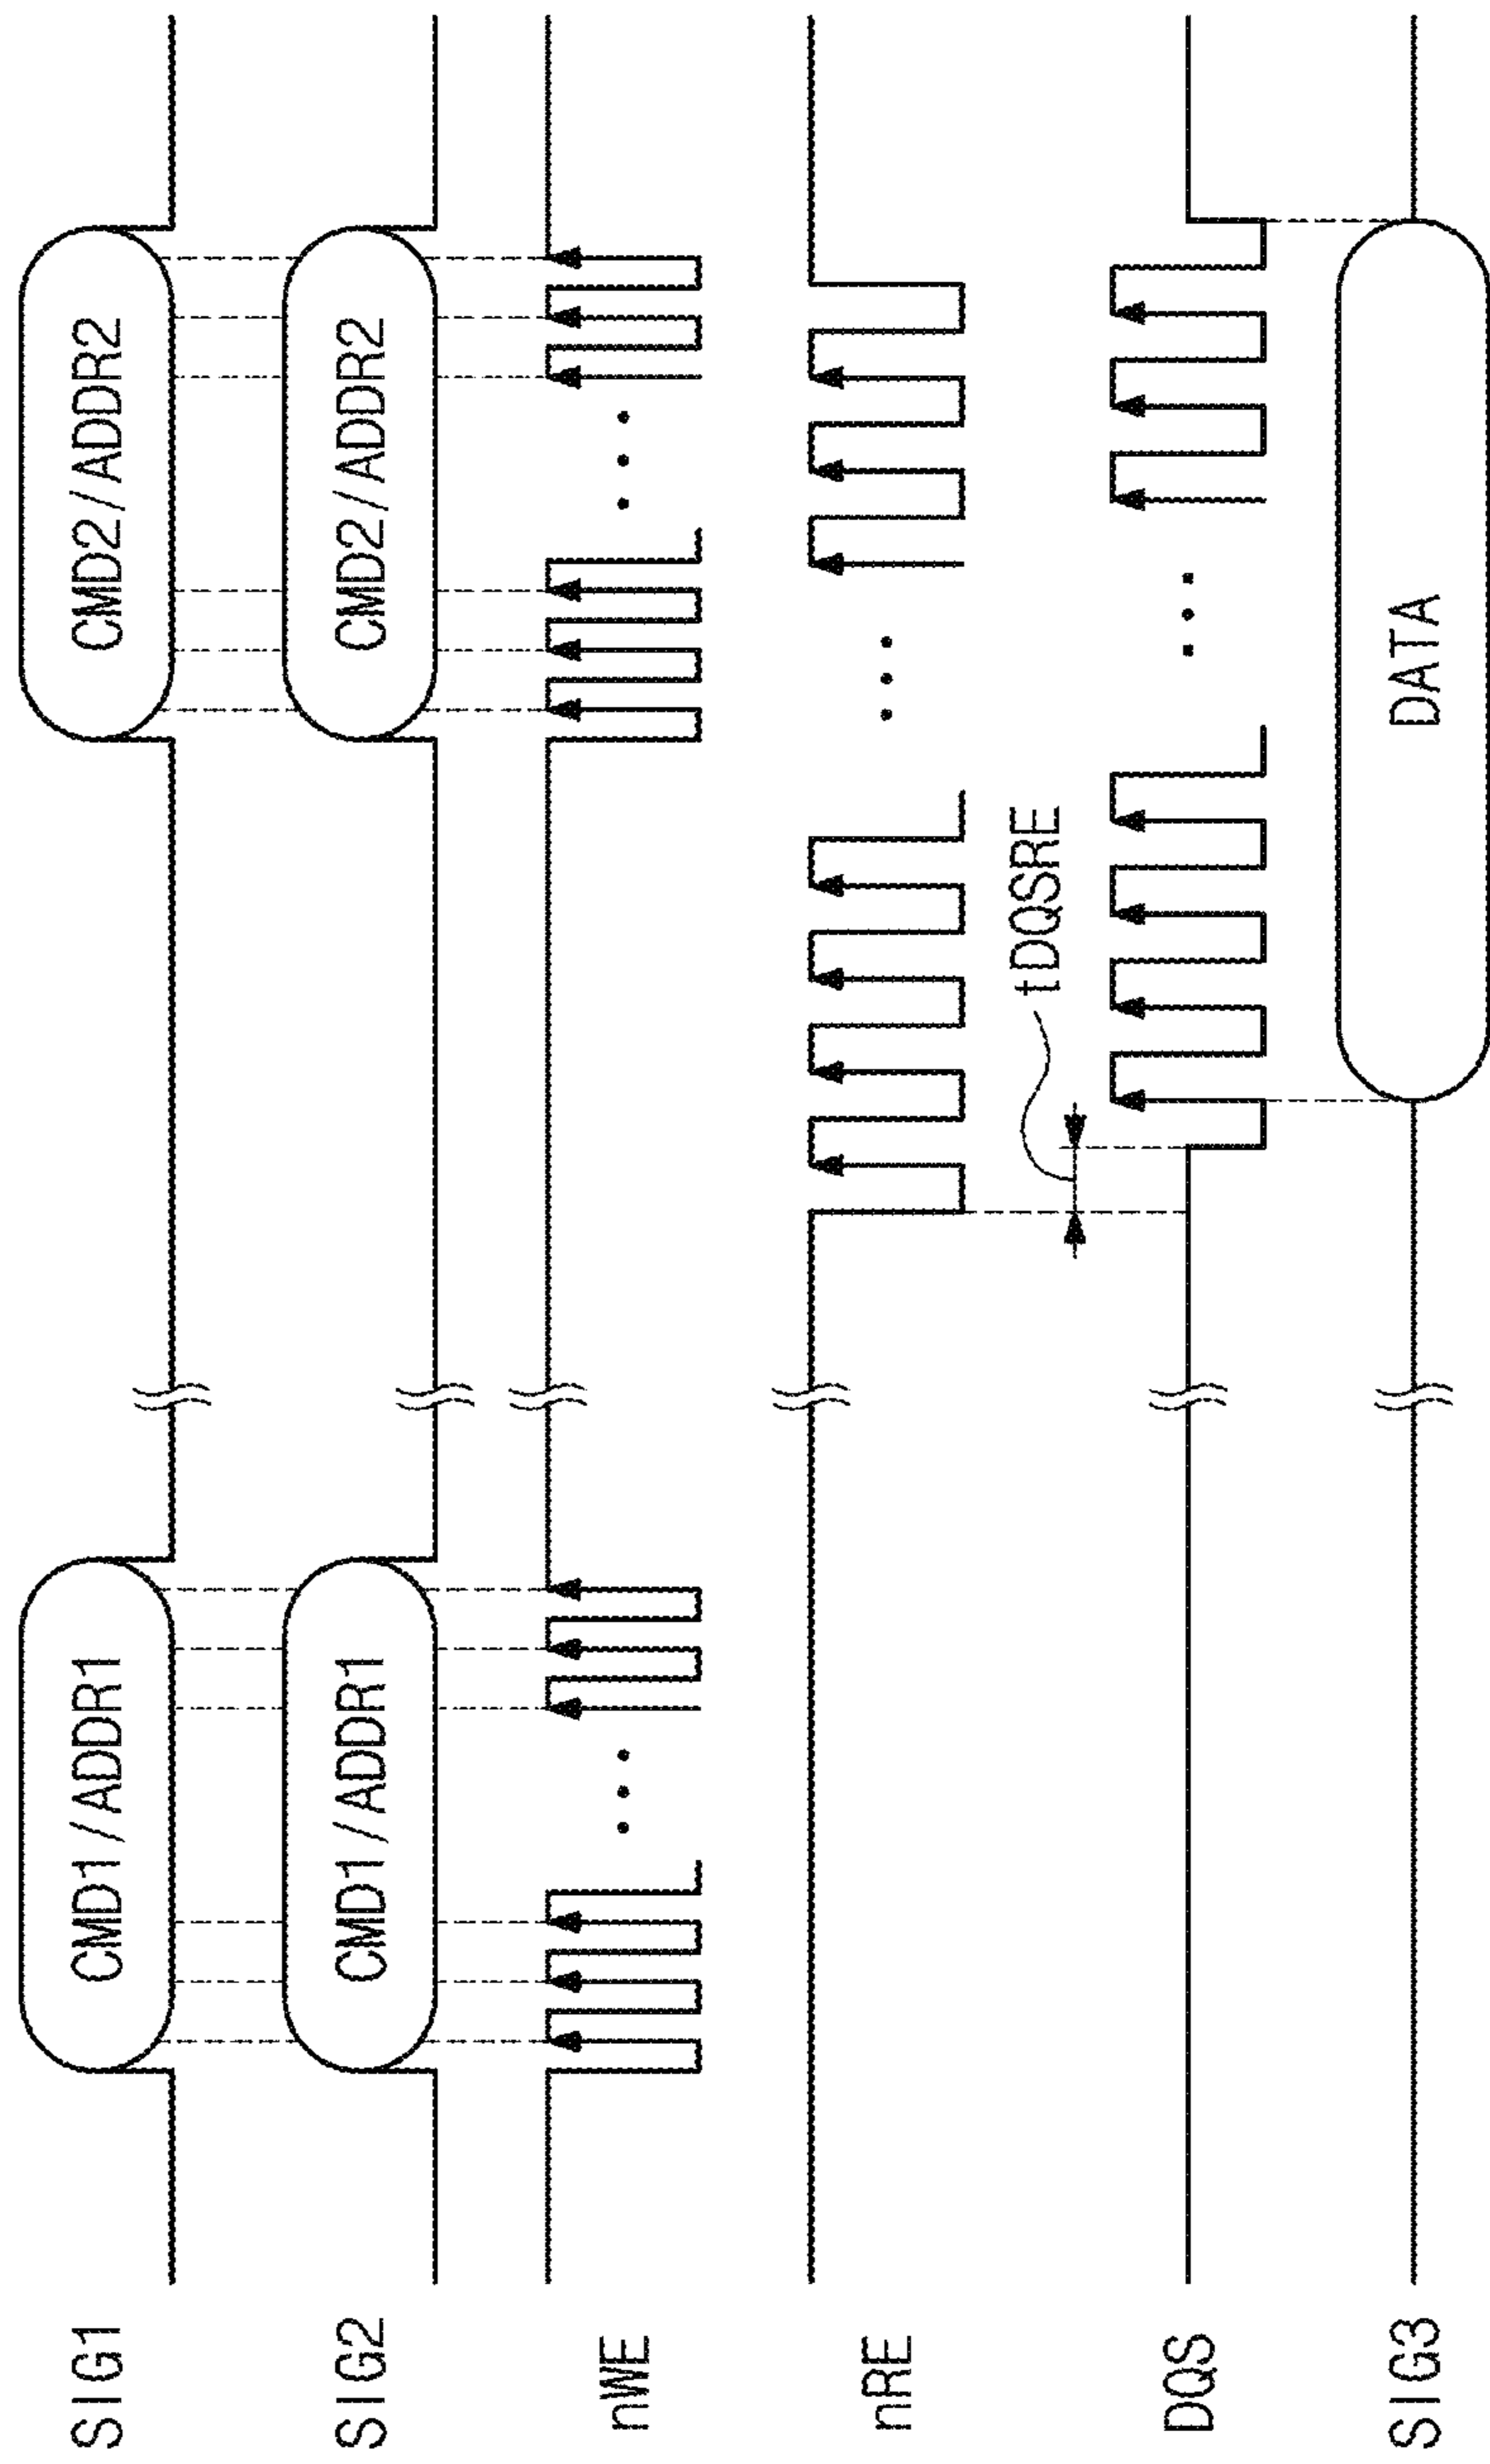 SIG1
CMD1/ADDR1
CMD2/ADDR2
SIG2
CMD1/ADDR1
CMD2/ADDR2
nWE
nRE
tDQSRE
DQS
SIG3
DATA